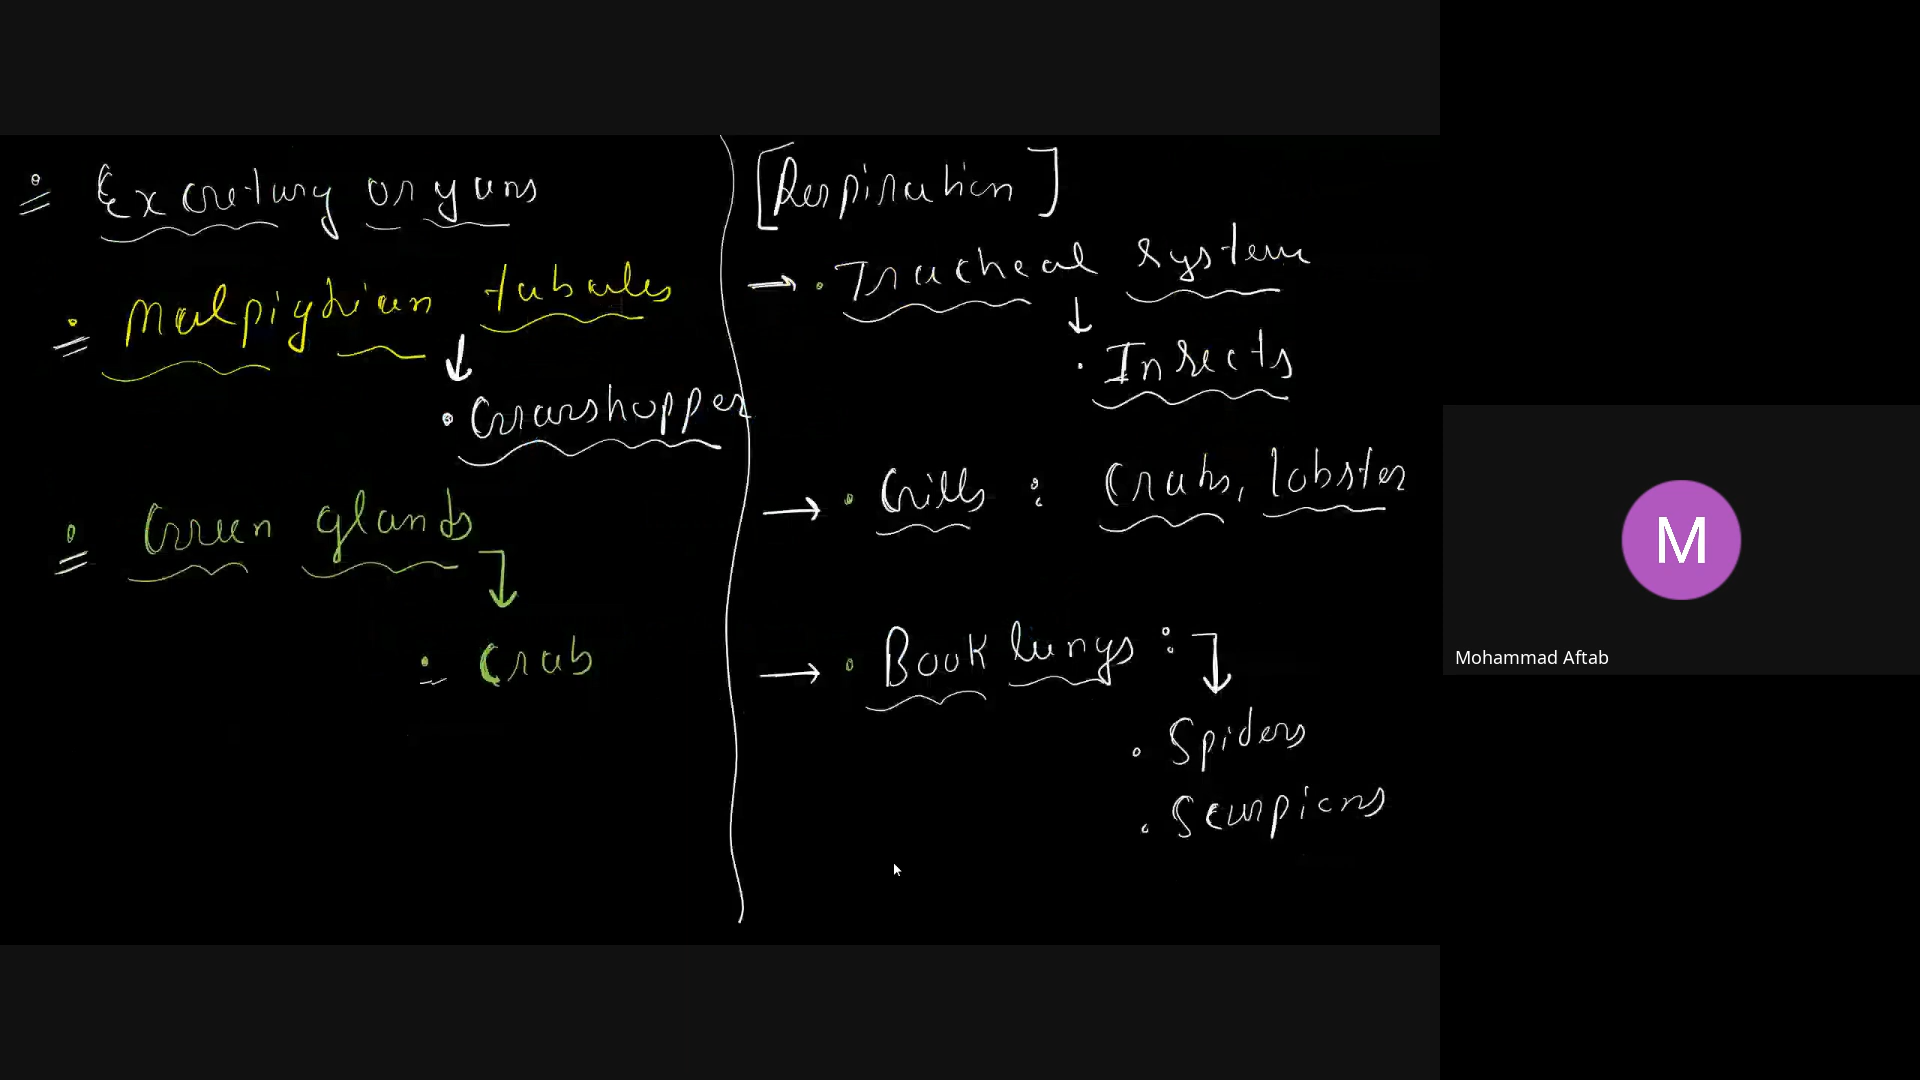 Excretory organs
Malpighian tubules
↓
Grasshopper
Green glands
Crab
[Respiration]
→ • Tracheal system
↓
• Insects
→ • Gills : Crabs, lobster
→ • Book lungs :
• Spiders
• Scorpions
M
Mohammad Aftab